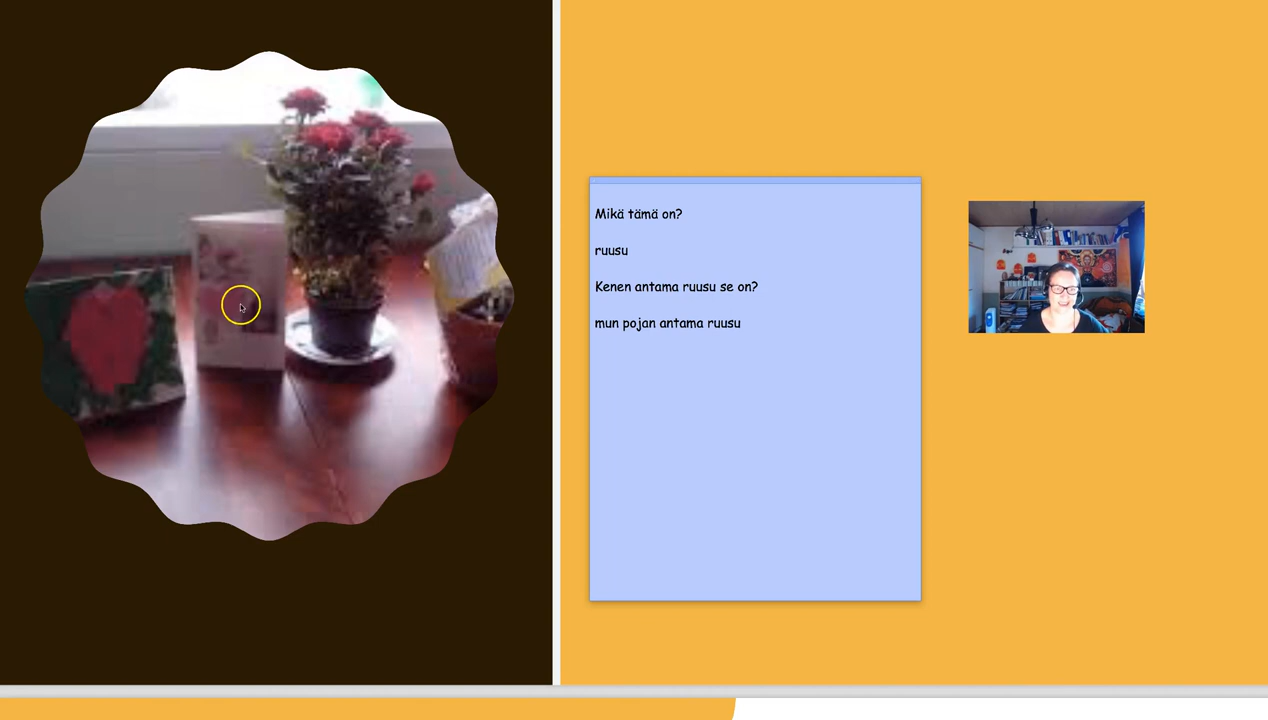 Mikä tämä on?
ruusu
Kenen antama ruusu se on?
mun pojan antama ruusu